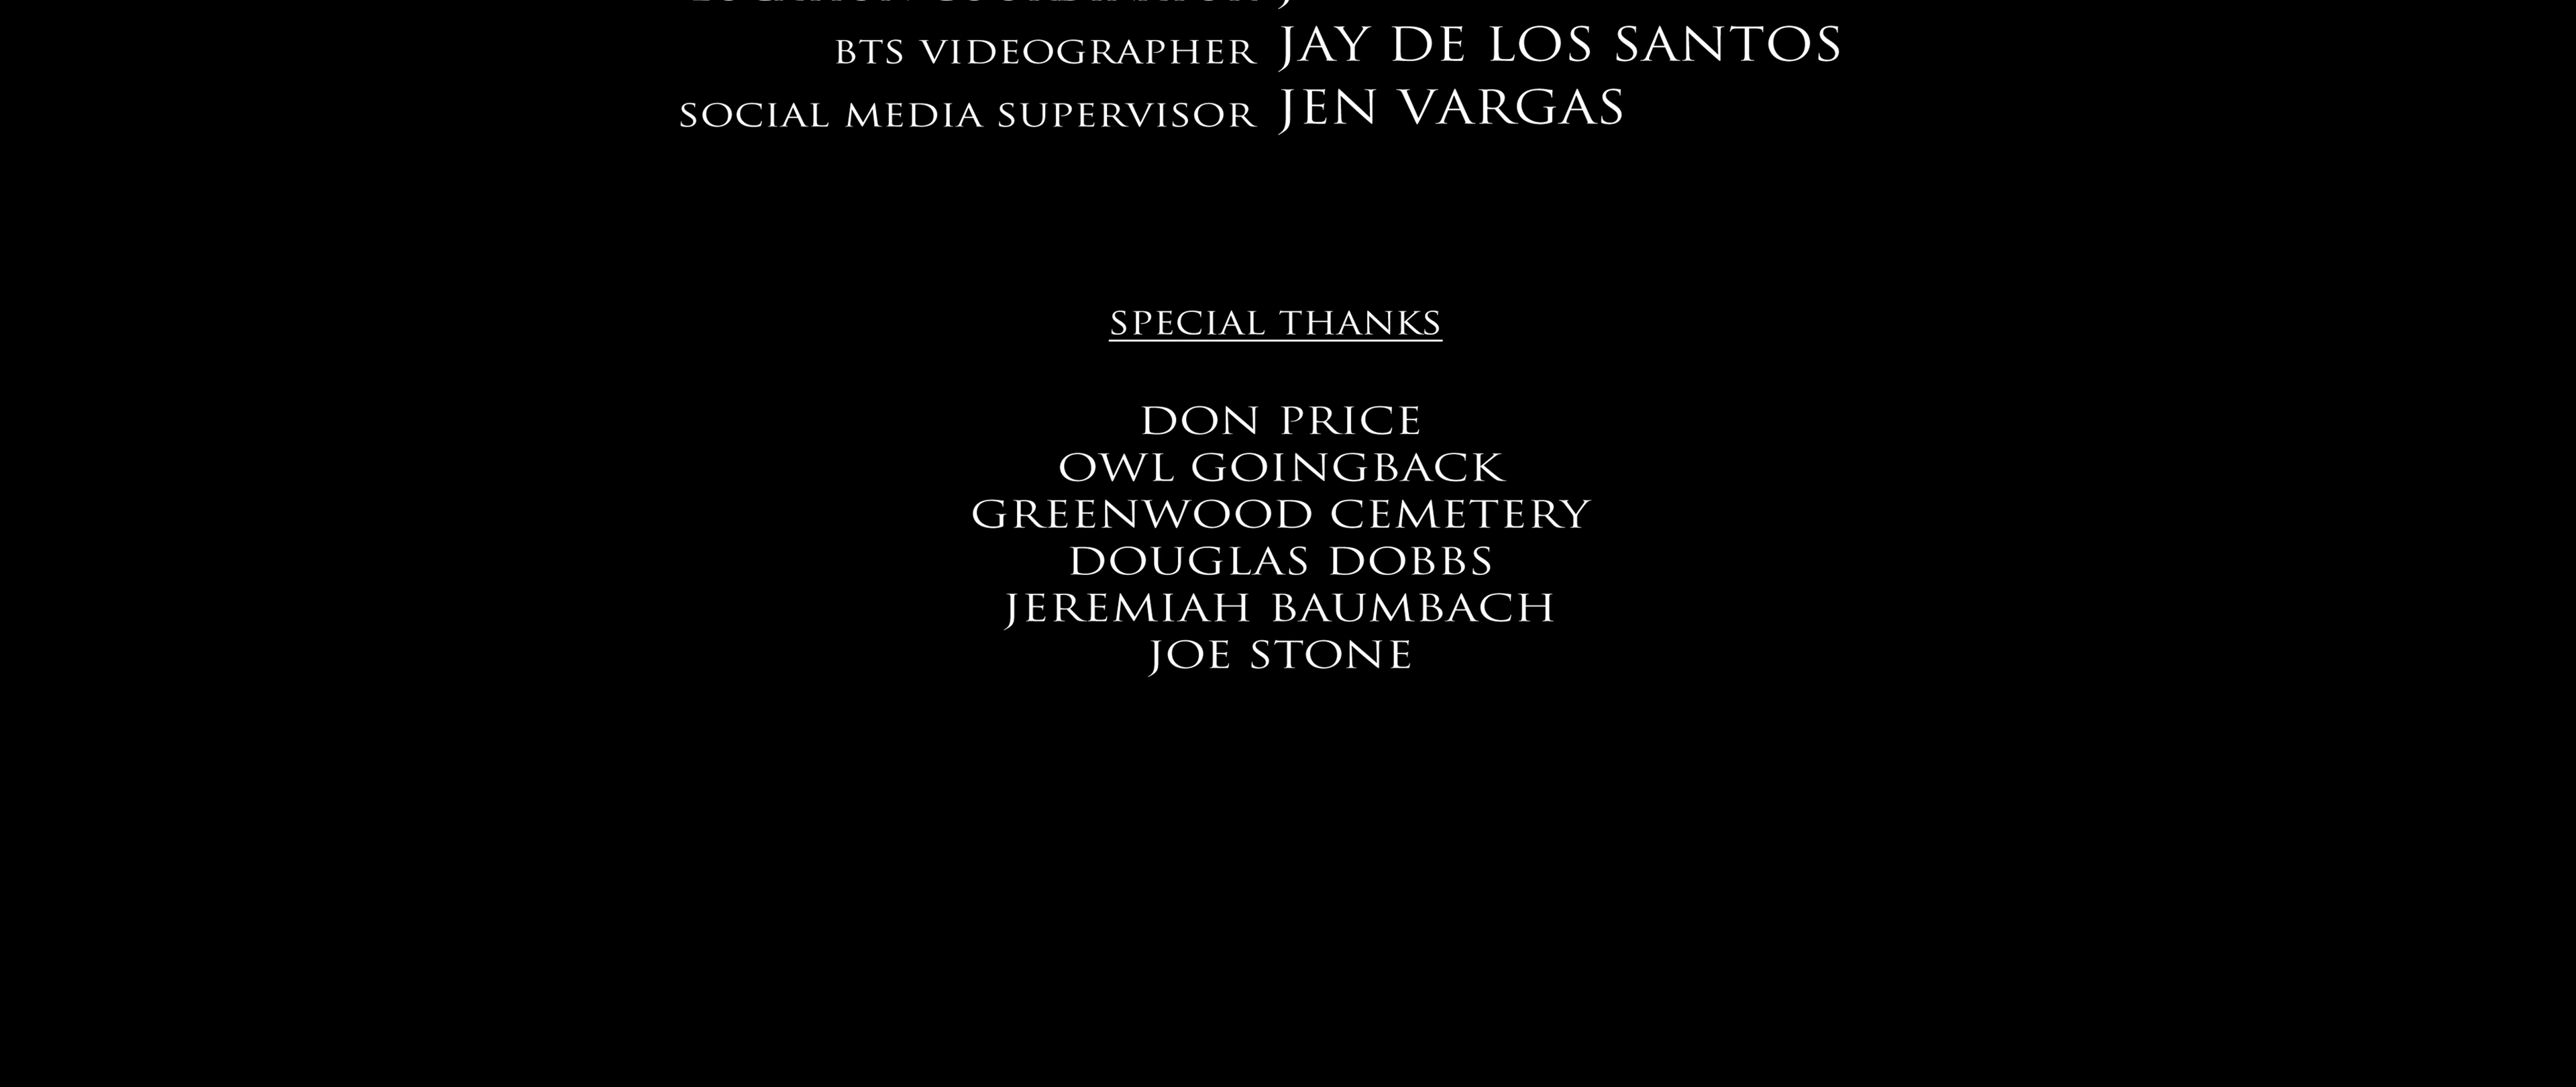 BTS VIDEOGRAPHER JAY DE LOS SANTOS
SOCIAL MEDIA SUPERVISOR JEN VARGAS
SPECIAL THANKS
DON PRICE
OWL GOINGBACK
GREENWOOD CEMETERY
DOUGLAS DOBBS
JEREMIAH BAUMBACH
JOE STONE